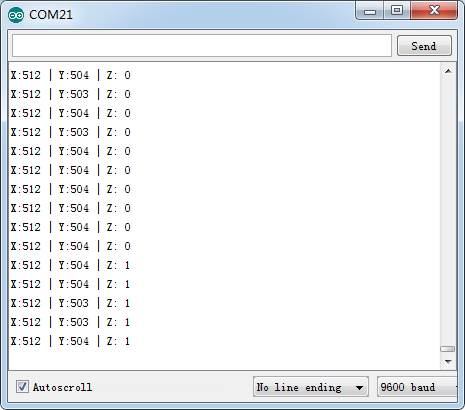 COM21
Send
X:512 | Y:504 | Z: 0
X:512 | Y:503 | Z: 0
X:512 | Y:504 | Z: 0
X:512 | Y:503 | Z: 0
X:512 | Y:504 | Z: 0
X:512 | Y:504 | Z: 0
X:512 | Y:504 | Z: 0
X:512 | Y:504 | Z: 0
X:512 | Y:504 | Z: 0
X:512 | Y:504 | Z: 0
X:512 | Y:504 | Z: 1
X:512 | Y:504 | Z: 1
X:512 | Y:503 | Z: 1
X:512 | Y:503 | Z: 1
X:512 | Y:504 | Z: 1
Autoscroll
No line ending
9600 baud